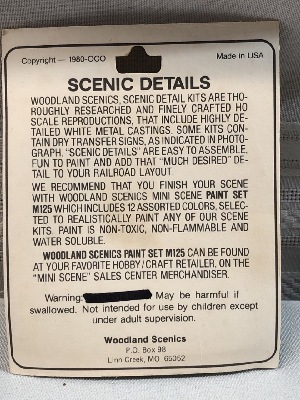 Copyright — 1980-OCO Made in USA
SCENIC DETAILS
WOODLAND SCENICS, SCENIC DETAIL KITS ARE THO-
ROUGHLY RESEARCHED AND FINELY CRAFTED HO
SCALE REPRODUCTIONS, THAT INCLUDE HIGHLY DE-
TAILED WHITE METAL CASTINGS. SOME KITS CON-
TAIN DRY TRANSFER SIGNS, AS INDICATED IN PHOTO-
GRAPH. 'SCENIC DETAILS' ARE EASY TO ASSEMBLE,
FUN TO PAINT AND ADD THAT "MUCH DESIRED" DE-
TAIL TO YOUR RAILROAD LAYOUT
WE RECOMMEND THAT YOU FINISH YOUR SCENE
WITH WOODLAND SCENICS MINI SCENE PAINT SET
M125 WHICH INCLUDES 12 ASSORTED COLORS, SELEC-
TED TO REALISTICALLY PAINT ANY OF OUR SCENE
KITS. PAINT IS NON-TOXIC, NON-FLAMMABLE AND
WATER SOLUBLE.
WOODLAND SCENICS PAINT SET M125 CAN BE FOUND
AT YOUR FAVORITE HOBBY/CRAFT RETAILER, ON THE
"MINI SCENE" SALES CENTER MERCHANDISER.
Warning: May be harmful if
swallowed. Not intended for use by children except
under adult supervision.
Woodland Scenics
P.O. Box 98
Linn Creek, MO 65052